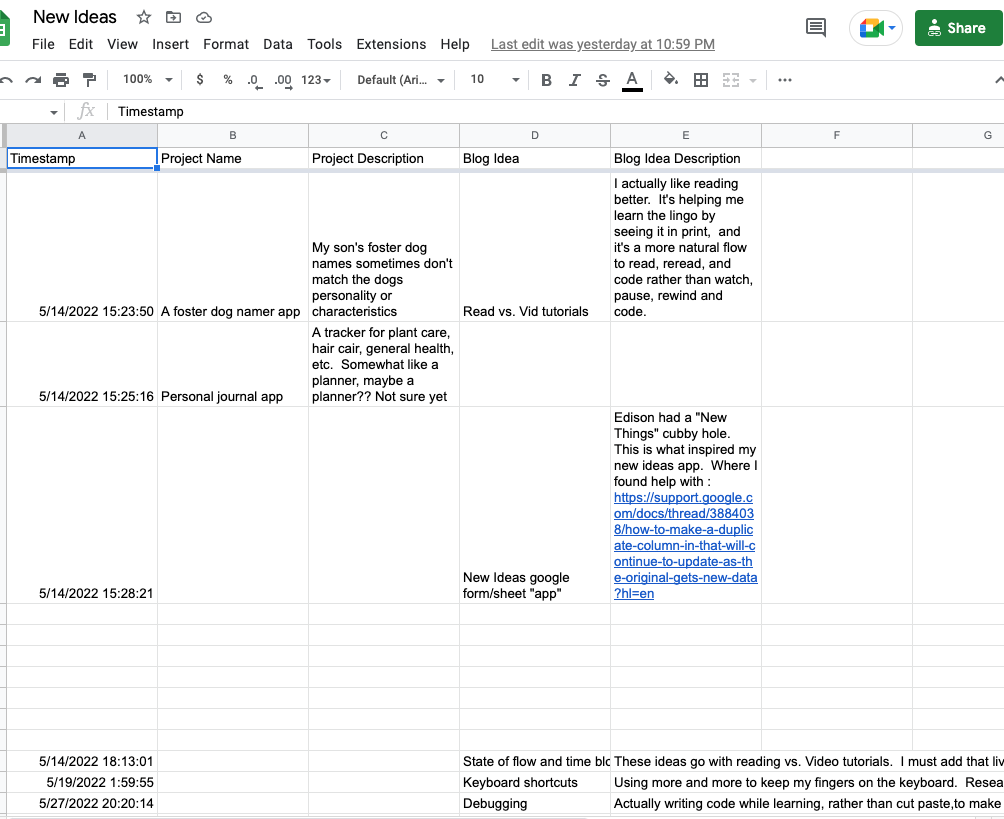 New Ideas
File Edit View Insert Format Data Tools Extensions Help Last edit was yesterday at 10:59 PM
Share
100% $ % .0 .00 123 Default (Ari... 10 B I S A
fx Timestamp
A B C D E F G
Timestamp Project Name Project Description Blog Idea Blog Idea Description
I actually like reading
better. It's helping me
learn the lingo by
seeing it in print, and
it's a more natural flow
to read, reread, and
code rather than watch,
pause, rewind and
code.
My son's foster dog
names sometimes don't
match the dogs
personality or
characteristics
5/14/2022 15:23:50 A foster dog namer app Read vs. Vid tutorials
A tracker for plant care,
hair cair, general health,
etc. Somewhat like a
planner, maybe a
planner?? Not sure yet
5/14/2022 15:25:16 Personal journal app
Edison had a "New
Things" cubby hole.
This is what inspired my
new ideas app. Where I
found help with :
https://support.google.c
om/docs/thread/388403
8/how-to-make-a-duplic
ate-column-in-that-will-c
ontinue-to-update-as-th
e-original-gets-new-data
?hl=en
New Ideas google
form/sheet "app"
5/14/2022 15:28:21
5/14/2022 18:13:01 State of flow and time blo These ideas go with reading vs. Video tutorials. I must add that liv
5/19/2022 1:59:55 Keyboard shortcuts Using more and more to keep my fingers on the keyboard. Resea
5/27/2022 20:20:14 Debugging Actually writing code while learning, rather than cut paste,to make